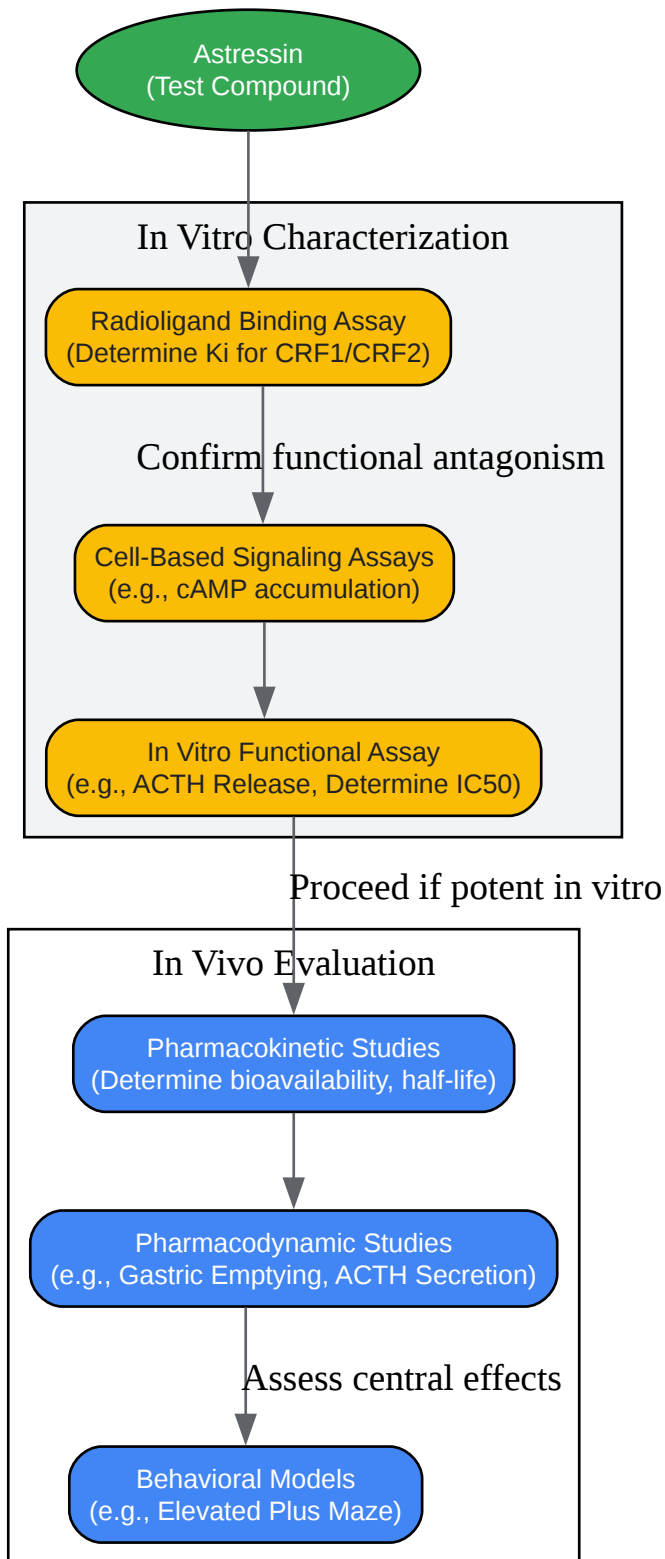 Astressin
(Test Compound)
In Vitro Characterization
Radioligand Binding Assay
(Determine Ki for CRF1/CRF2)
Confirm functional antagonism
Cell-Based Signaling Assays
(e.g., cAMP accumulation)
In Vitro Functional Assay
(e.g., ACTH Release, Determine IC50)
Proceed if potent in vitro
In Vivo Evaluation
Pharmacokinetic Studies
(Determine bioavailability, half-life)
Pharmacodynamic Studies
(e.g., Gastric Emptying, ACTH Secretion)
Assess central effects
Behavioral Models
(e.g., Elevated Plus Maze)